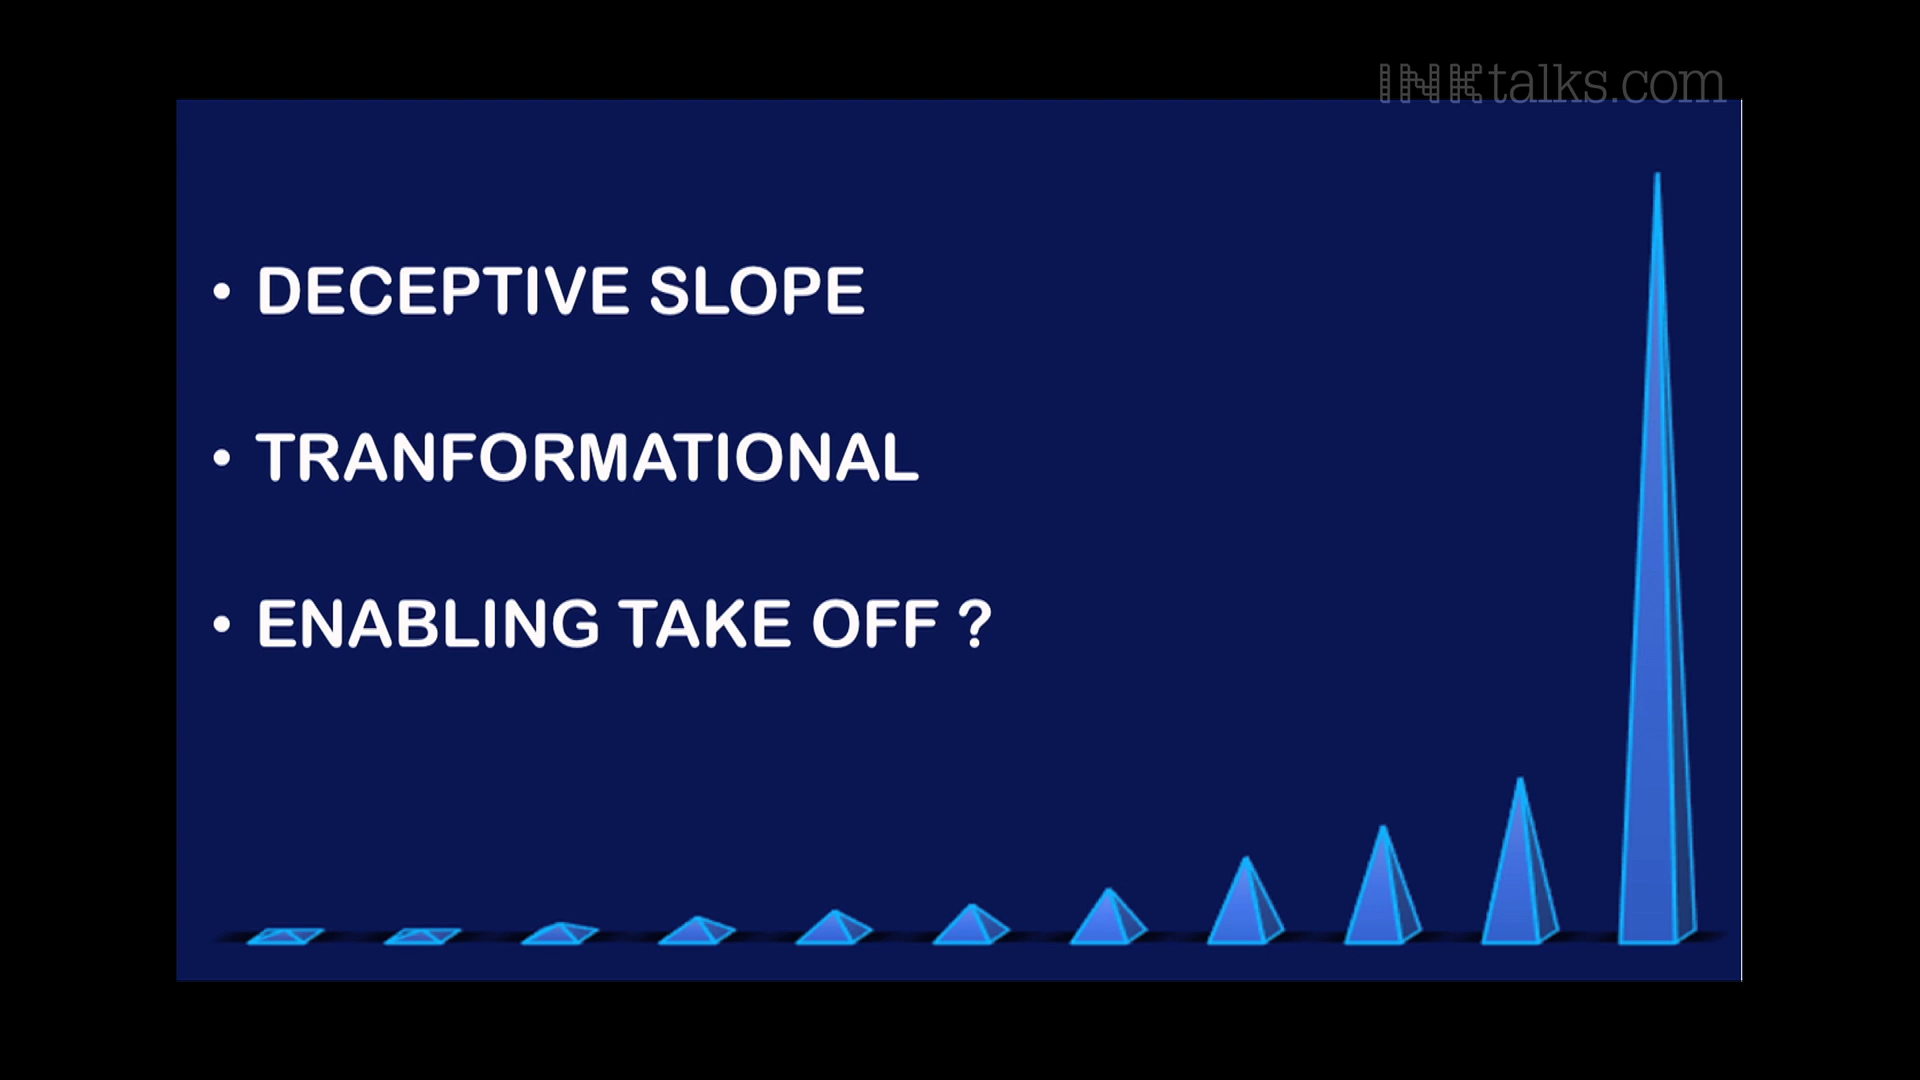 INKtalks.com
• DECEPTIVE SLOPE
• TRANFORMATIONAL
• ENABLING TAKE OFF ?